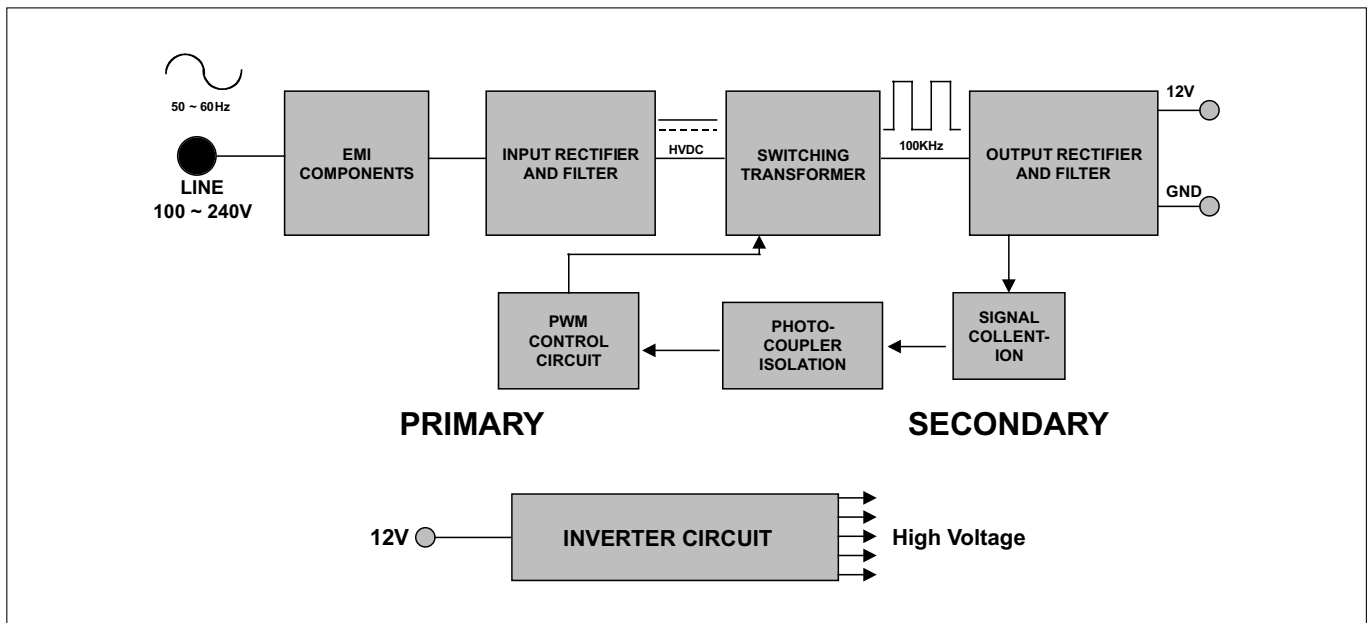 50 ~ 60Hz
LINE
100 ~ 240V
EMI
COMPONENTS
INPUT RECTIFIER
AND FILTER
HVDC
SWITCHING
TRANSFORMER
100KHz
OUTPUT RECTIFIER
AND FILTER
12V
GND
PWM
CONTROL
CIRCUIT
PHOTO-
COUPLER
ISOLATION
SIGNAL
COLLENT-
ION
PRIMARY
SECONDARY
12V
INVERTER CIRCUIT
High Voltage